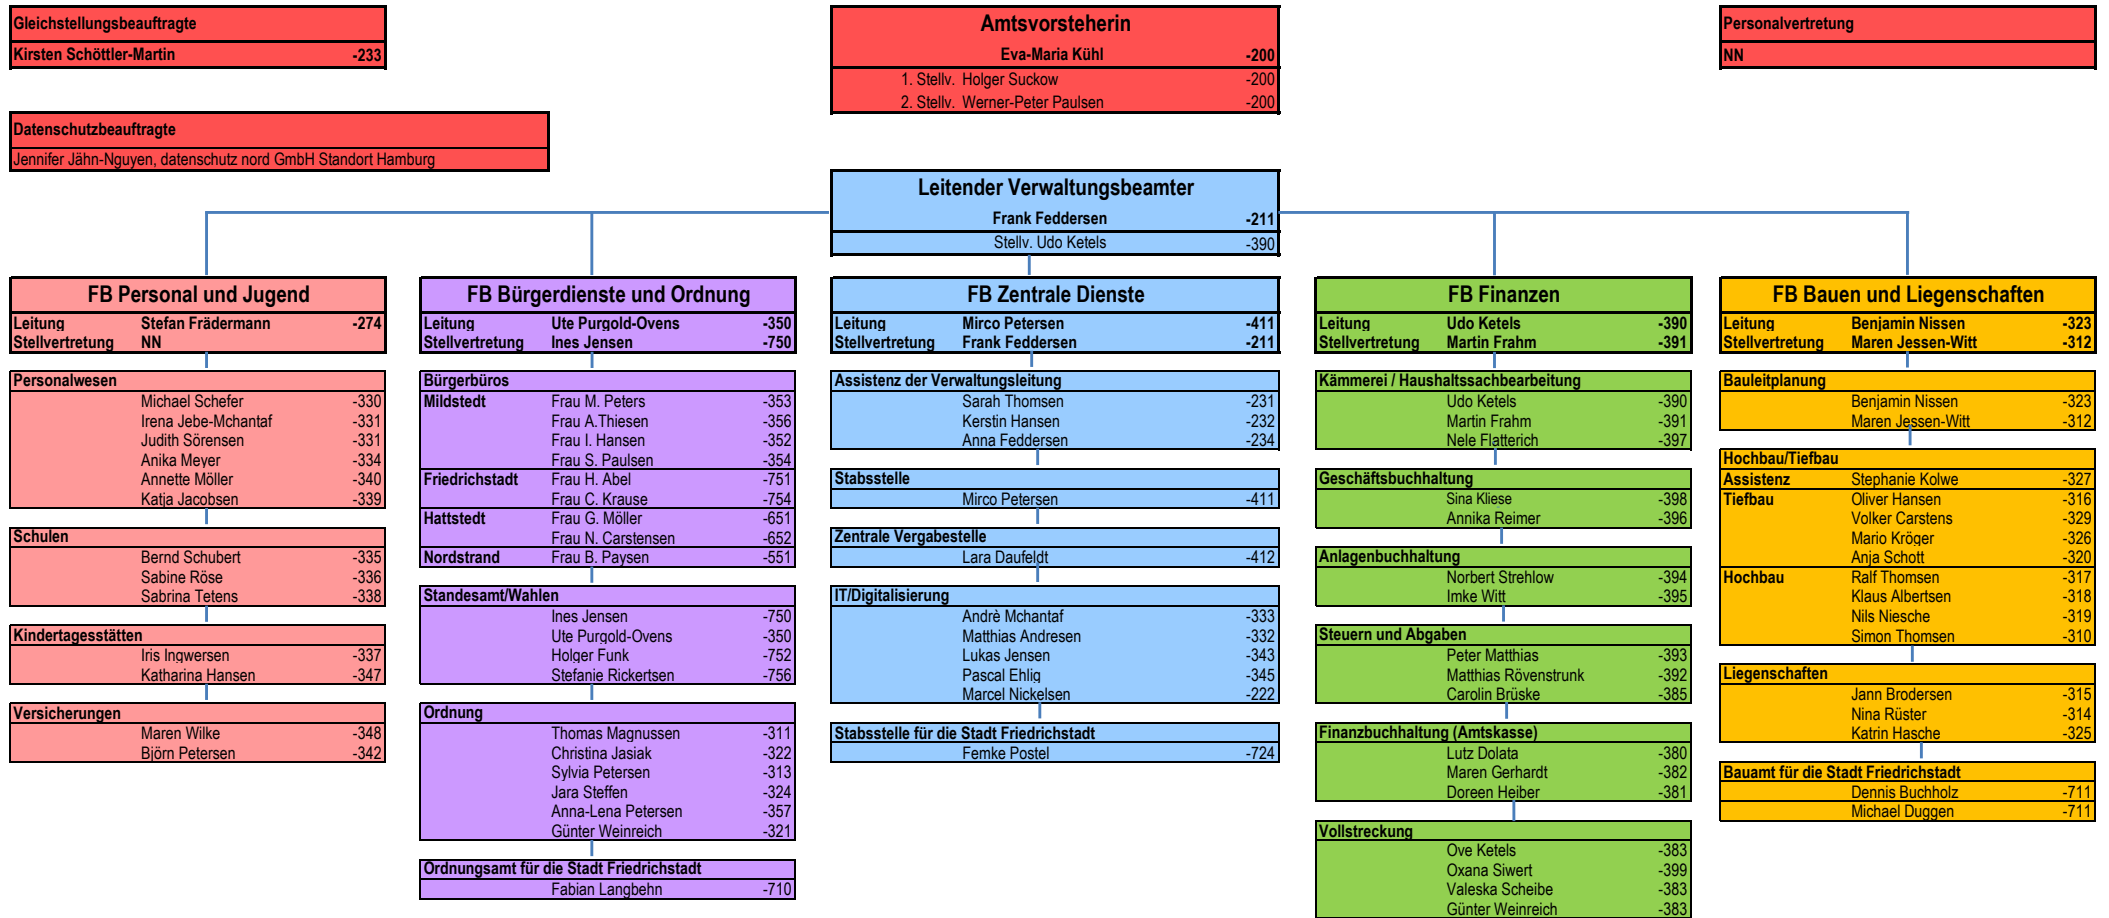 Gleichstellungsbeauftragte
Kirsten Schöttler-Martin -233
Amtsvorsteherin
Eva-Maria Kühl -200
1. Stellv. Holger Suckow -200
2. Stellv. Werner-Peter Paulsen -200
Personalvertretung
NN
Datenschutzbeauftragte
Jennifer Jähn-Nguyen, datenschutz nord GmbH Standort Hamburg
Leitender Verwaltungsbeamter
Frank Feddersen -211
Stellv. Udo Ketels -390
FB Personal und Jugend
Leitung Stefan Frädermann -274
Stellvertretung NN
Personalwesen
Michael Schefer -330
Irena Jebe-Mchantaf -331
Judith Sörensen -331
Anika Meyer -334
Annette Möller -340
Katja Jacobsen -339
Schulen
Bernd Schubert -335
Sabine Röse -336
Sabrina Tetens -338
Kindertagesstätten
Iris Ingwersen -337
Katharina Hansen -347
Versicherungen
Maren Wilke -348
Björn Petersen -342
FB Bürgerdienste und Ordnung
Leitung Ute Purgold-Ovens -350
Stellvertretung Ines Jensen -750
Bürgerbüros
Mildstedt Frau M. Peters -353
Frau A.Thiesen -356
Frau I. Hansen -352
Frau S. Paulsen -354
Friedrichstadt Frau H. Abel -751
Frau C. Krause -754
Hattstedt Frau G. Möller -651
Frau N. Carstensen -652
Nordstrand Frau B. Paysen -551
Standesamt/Wahlen
Ines Jensen -750
Ute Purgold-Ovens -350
Holger Funk -752
Stefanie Rickertsen -756
Ordnung
Thomas Magnussen -311
Christina Jasiak -322
Sylvia Petersen -313
Jara Steffen -324
Anna-Lena Petersen -357
Günter Weinreich -321
Ordnungsamt für die Stadt Friedrichstadt
Fabian Langbehn -710
FB Zentrale Dienste
Leitung Mirco Petersen -411
Stellvertretung Frank Feddersen -211
Assistenz der Verwaltungsleitung
Sarah Thomsen -231
Kerstin Hansen -232
Anna Feddersen -234
Stabsstelle
Mirco Petersen -411
Zentrale Vergabestelle
Lara Daufeldt -412
IT/Digitalisierung
Andrè Mchantaf -333
Matthias Andresen -332
Lukas Jensen -343
Pascal Ehlig -345
Marcel Nickelsen -222
Stabsstelle für die Stadt Friedrichstadt
Femke Postel -724
FB Finanzen
Leitung Udo Ketels -390
Stellvertretung Martin Frahm -391
Kämmerei / Haushaltssachbearbeitung
Udo Ketels -390
Martin Frahm -391
Nele Flatterich -397
Geschäftsbuchhaltung
Sina Kliese -398
Annika Reimer -396
Anlagenbuchhaltung
Norbert Strehlow -394
Imke Witt -395
Steuern und Abgaben
Peter Matthias -393
Matthias Rövenstrunk -392
Carolin Brüske -385
Finanzbuchhaltung (Amtskasse)
Lutz Dolata -380
Maren Gerhardt -382
Doreen Heiber -381
Vollstreckung
Ove Ketels -383
Oxana Siwert -399
Valeska Scheibe -383
Günter Weinreich -383
FB Bauen und Liegenschaften
Leitung Benjamin Nissen -323
Stellvertretung Maren Jessen-Witt -312
Bauleitplanung
Benjamin Nissen -323
Maren Jessen-Witt -312
Hochbau/Tiefbau
Assistenz Stephanie Kolwe -327
Tiefbau Oliver Hansen -316
Volker Carstens -329
Mario Kröger -326
Anja Schott -320
Hochbau Ralf Thomsen -317
Klaus Albertsen -318
Nils Niesche -319
Simon Thomsen -310
Liegenschaften
Jann Brodersen -315
Nina Rüster -314
Katrin Hasche -325
Bauamt für die Stadt Friedrichstadt
Dennis Buchholz -711
Michael Duggen -711